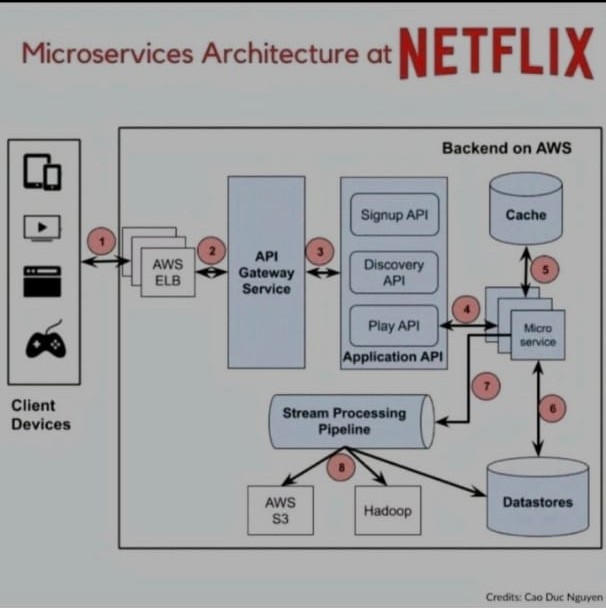 Microservices Architecture at NETFLIX
Backend on AWS
Client
Devices
1
AWS
ELB
2
API
Gateway
Service
3
Signup API
Discovery
API
Play API
Application API
4
Cache
5
Micro
service
6
7
Stream Processing
Pipeline
8
AWS
S3
Hadoop
Datastores
Credits: Cao Duc Nguyen